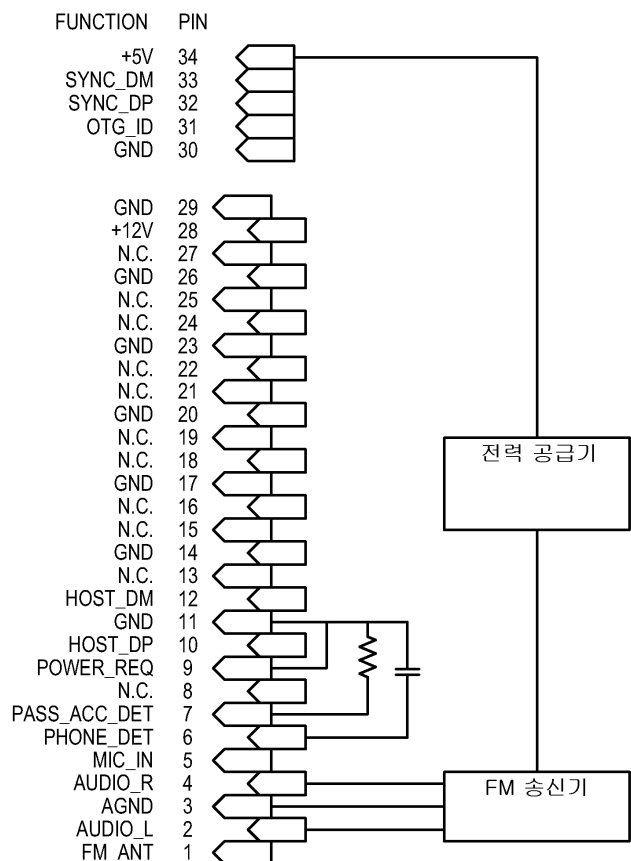 FUNCTION PIN
+5V 34
SYNC_DM 33
SYNC_DP 32
OTG_ID 31
GND 30
GND 29
+12V 28
N.C. 27
GND 26
N.C. 25
N.C. 24
GND 23
N.C. 22
N.C. 21
GND 20
N.C. 19
N.C. 18
GND 17
N.C. 16
N.C. 15
GND 14
N.C. 13
HOST_DM 12
GND 11
HOST_DP 10
POWER_REQ 9
N.C. 8
PASS_ACC_DET 7
PHONE_DET 6
MIC_IN 5
AUDIO_R 4
AGND 3
AUDIO_L 2
FM_ANT 1
전력 공급기
FM 송신기